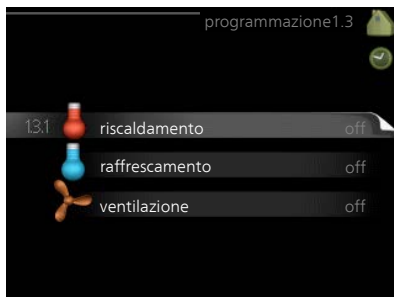 programmazione1.3
1.3.1 riscaldamento off
raffrescamento off
ventilazione off